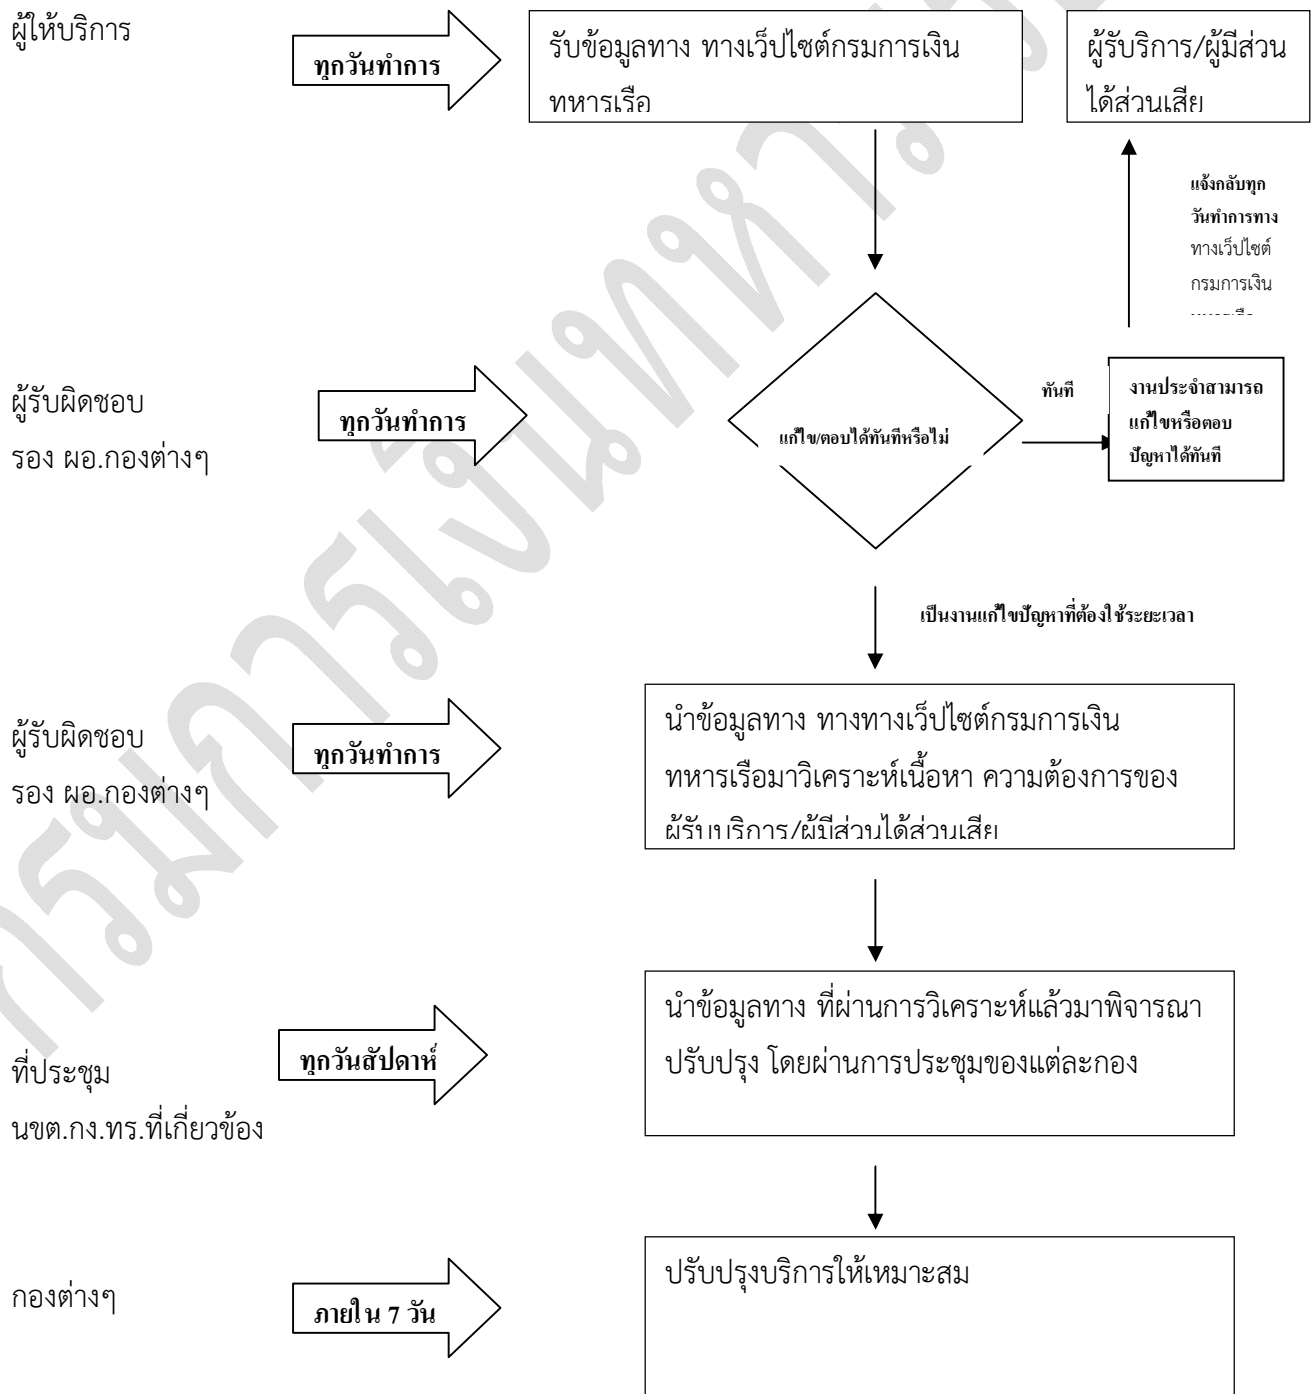 ผู้ให้บริการ
ทุกวันทำการ
รับข้อมูลทาง ทางเว็ปไซต์กรมการเงิน
ทหารเรือ
ผู้รับบริการ/ผู้มีส่วน
ได้ส่วนเสีย
แจ้งกลับทุก
วันทำการทาง
ทางเว็ปไซต์
กรมการเงิน
ทหารเรือ
ผู้รับผิดชอบ
รอง ผอ.กองต่างๆ
ทุกวันทำการ
แก้ไข/ตอบได้ทันทีหรือไม่
ทันที
งานประจำสามารถ
แก้ไขหรือตอบ
ปัญหาได้ทันที
เป็นงานแก้ไขปัญหาที่ต้องใช้ระยะเวลา
ผู้รับผิดชอบ
รอง ผอ.กองต่างๆ
ทุกวันทำการ
นำข้อมูลทาง ทางทางเว็ปไซต์กรมการเงิน
ทหารเรือมาวิเคราะห์เนื้อหา ความต้องการของ
ผู้รับบริการ/ผู้มีส่วนได้ส่วนเสีย
ที่ประชุม
นขต.กง.ทร.ที่เกี่ยวข้อง
ทุกวันสัปดาห์
นำข้อมูลทาง ที่ผ่านการวิเคราะห์แล้วมาพิจารณา
ปรับปรุง โดยผ่านการประชุมของแต่ละกอง
กองต่างๆ
ภายใน 7 วัน
ปรับปรุงบริการให้เหมาะสม
กรมการเงินทหาร